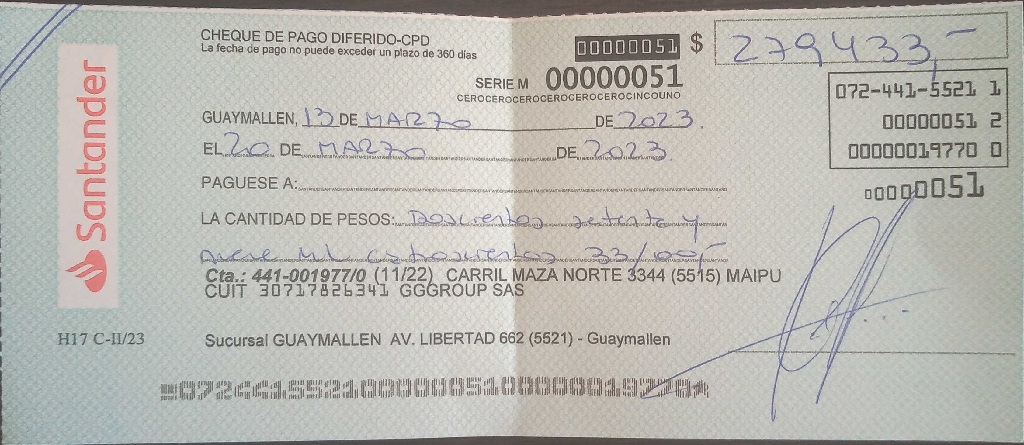 Santander
CHEQUE DE PAGO DIFERIDO-CPD
La fecha de pago no puede exceder un plazo de 360 días
00000051 $ 279433,-
SERIE M 00000051
CEROCEROCEROCEROCEROCEROCINCOUNO
072-441-5521 1
00000051 2
00000019770 0
00000051
GUAYMALLEN, 13 DE MARZO DE 2023.
EL 20 DE MARZO DE 2023.
PAGUESE A:
LA CANTIDAD DE PESOS: Doscientos setenta y
nueve mil cuatroscientos 33/100-
Cta.: 441-001977/0 (11/22) CARRIL MAZA NORTE 3344 (5515) MAIPU
CUIT 30717826341 GGGROUP SAS
H17 C-II/23
Sucursal GUAYMALLEN AV. LIBERTAD 662 (5521) - Guaymallen